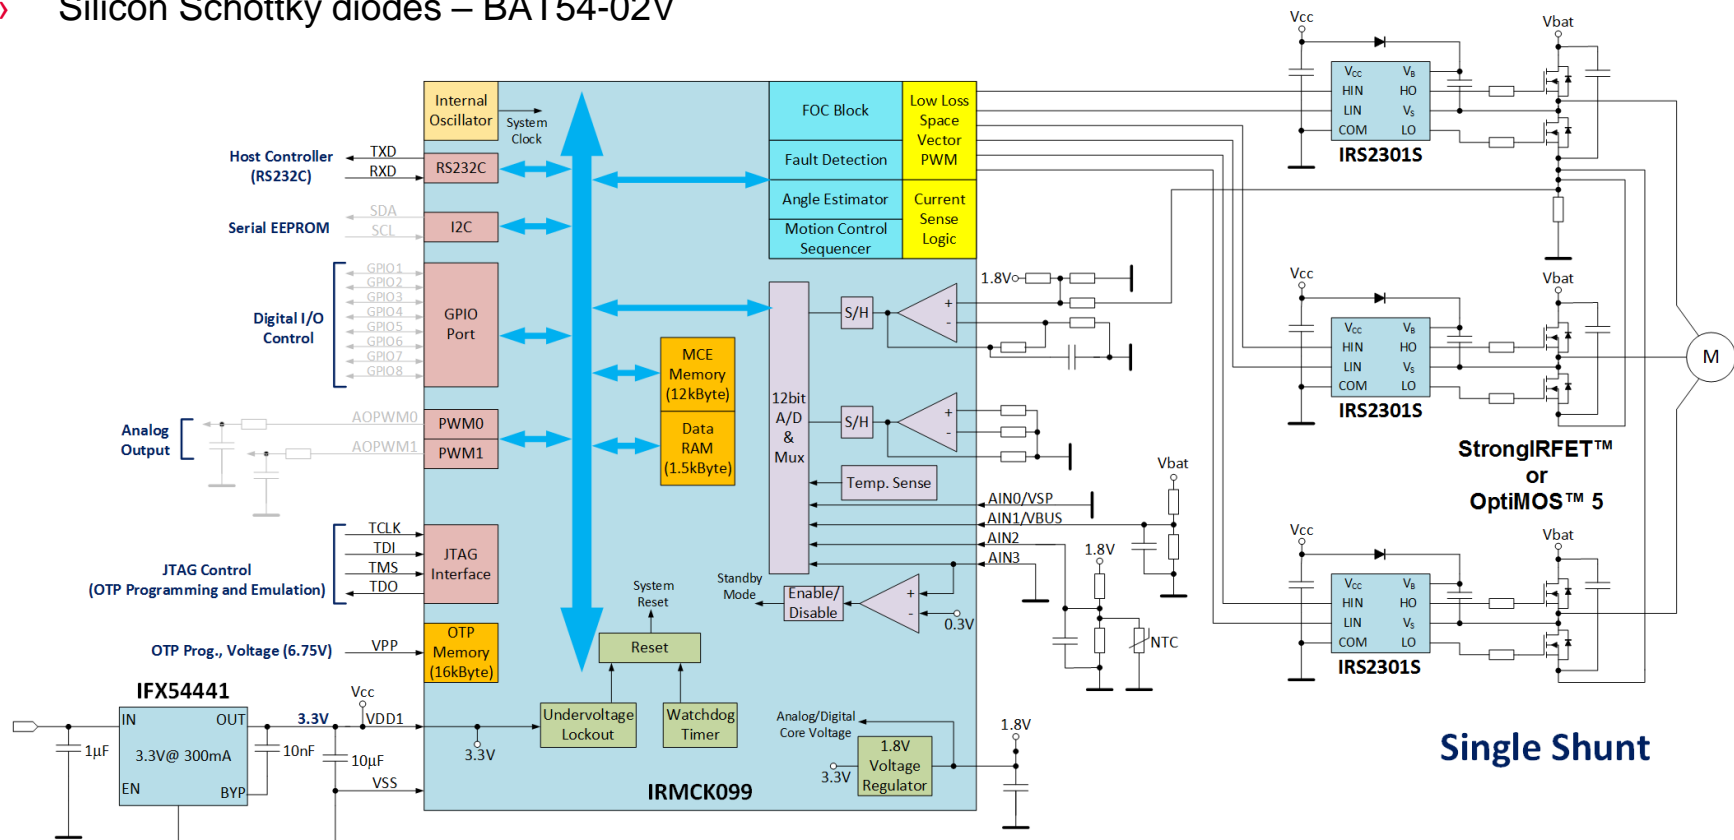 › Silicon Schottky diodes – BAT54-02V
Internal
Oscillator
System
Clock
Host Controller
(RS232C)
TXD
RXD
RS232C
Serial EEPROM
SDA
SCL
I2C
Digital I/O
Control
GPIO1
GPIO2
GPIO3
GPIO4
GPIO5
GPIO6
GPIO7
GPIO8
GPIO
Port
Analog
Output
AOPWM0
AOPWM1
PWM0
PWM1
JTAG Control
(OTP Programming and Emulation)
TCLK
TDI
TMS
TDO
JTAG
Interface
OTP Prog., Voltage (6.75V)
VPP
OTP
Memory
(16kByte)
IFX54441
IN
OUT
3.3V@ 300mA
EN
BYP
1µF
10nF
3.3V
Vcc
VDD1
10µF
VSS
3.3V
Undervoltage
Lockout
Watchdog
Timer
Reset
System
Reset
MCE
Memory
(12kByte)
Data
RAM
(1.5kByte)
FOC Block
Fault Detection
Angle Estimator
Motion Control
Sequencer
Low Loss
Space
Vector
PWM
Current
Sense
Logic
12bit
A/D
&
Mux
S/H
+
-
1.8V
S/H
+
-
Temp. Sense
AIN0/VSP
AIN1/VBUS
AIN2
AIN3
Standby
Mode
Enable/
Disable
+
-
0.3V
Vbat
1.8V
NTC
Analog/Digital
Core Voltage
3.3V
1.8V
Voltage
Regulator
1.8V
IRMCK099
Vcc
Vbat
VCC
VB
HIN
HO
LIN
VS
COM
LO
IRS2301S
Vcc
Vbat
VCC
VB
HIN
HO
LIN
VS
COM
LO
IRS2301S
M
StrongIRFET™
or
OptiMOS™ 5
Vcc
Vbat
VCC
VB
HIN
HO
LIN
VS
COM
LO
IRS2301S
Single Shunt